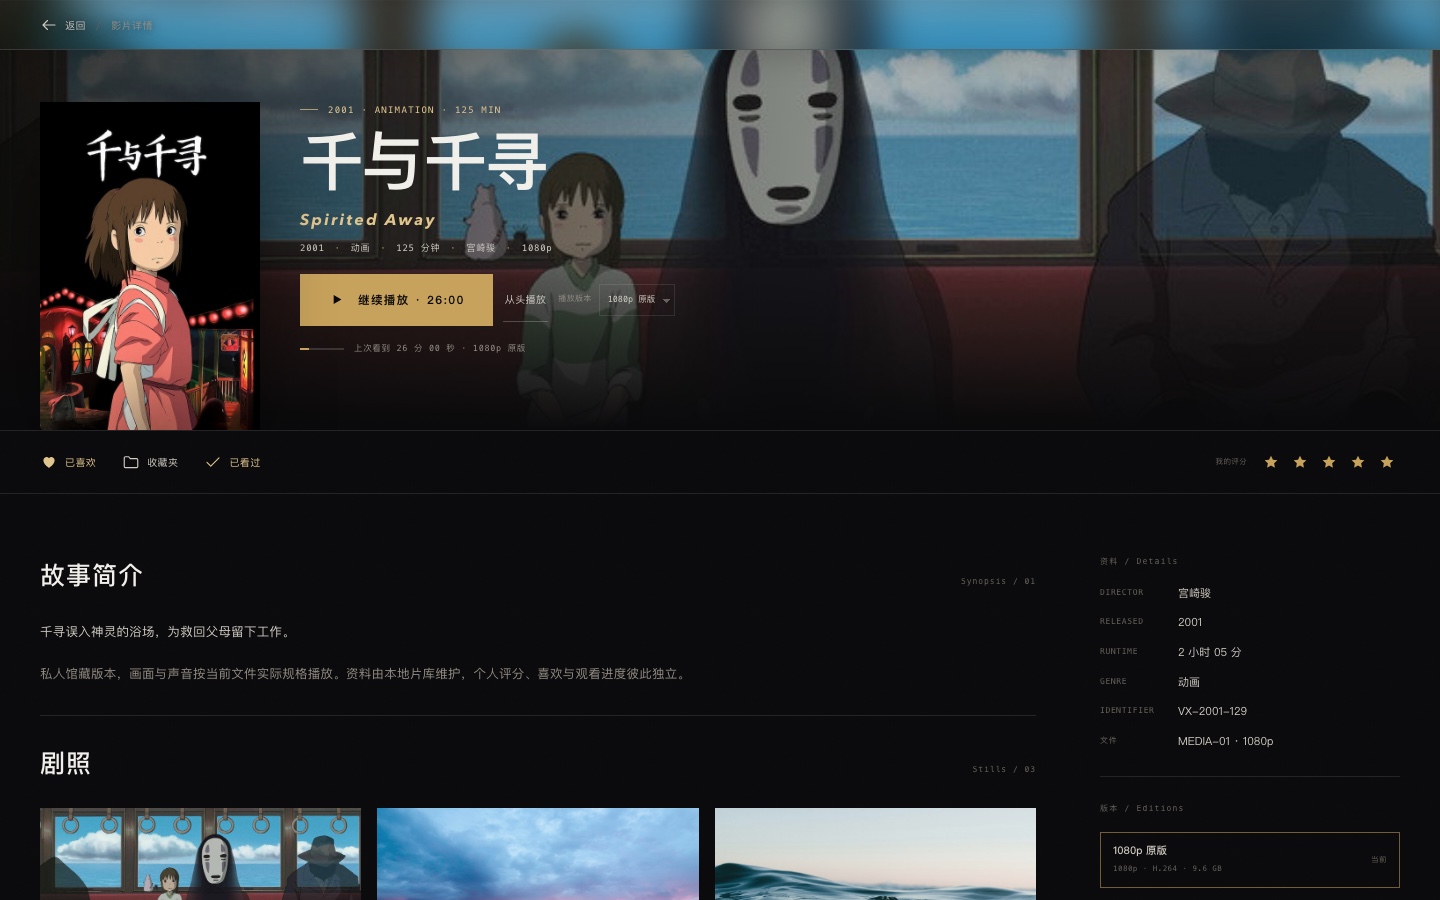 返回 / 影片详情
2001 · ANIMATION · 125 MIN
千与千寻
千与千寻
Spirited Away
2001 · 动画 · 125 分钟 · 宫崎骏 · 1080p
继续播放 · 26:00
从头播放
播放版本
1080p 原版
上次看到 26 分 00 秒 · 1080p 原版
已喜欢
收藏夹
已看过
我的评分
故事简介
Synopsis / 01
千寻误入神灵的浴场，为救回父母留下工作。
私人馆藏版本，画面与声音按当前文件实际规格播放。资料由本地片库维护，个人评分、喜欢与观看进度彼此独立。
剧照
Stills / 03
资料 / Details
DIRECTOR 宫崎骏
RELEASED 2001
RUNTIME 2 小时 05 分
GENRE 动画
IDENTIFIER VX-2001-129
文件 MEDIA-01 · 1080p
版本 / Editions
1080p 原版
1080p · H.264 · 9.6 GB
当前